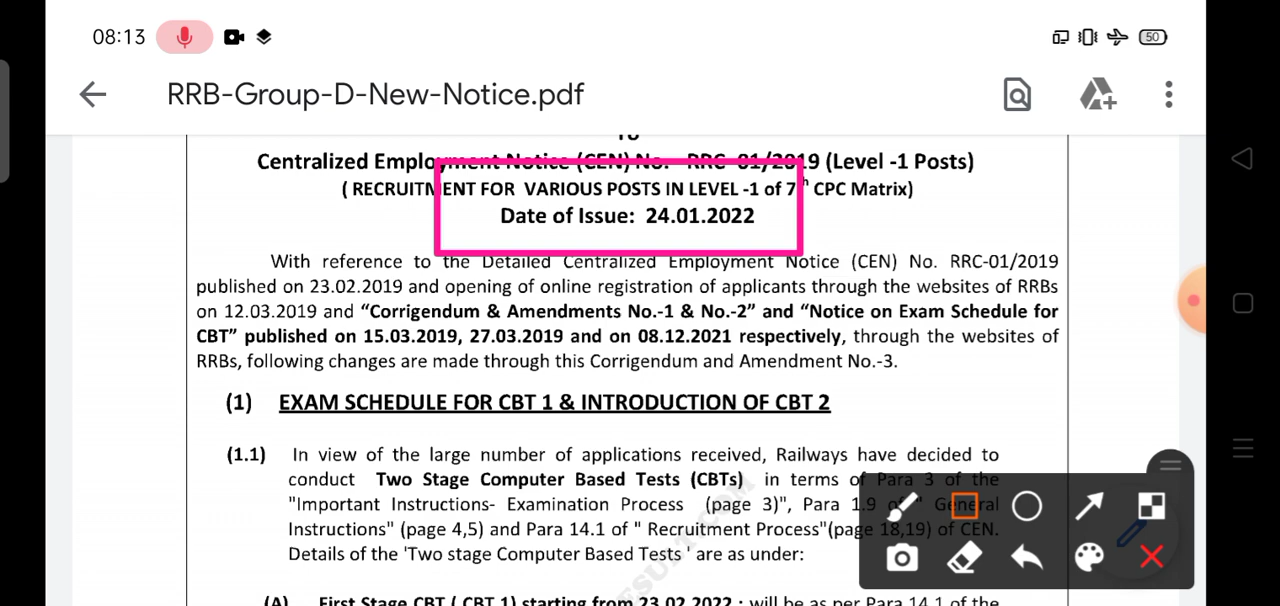 08:13
50
RRB-Group-D-New-Notice.pdf
Centralized Employment Notice (CEN) No. RRC-01/2019 (Level -1 Posts)
( RECRUITMENT FOR VARIOUS POSTS IN LEVEL -1 of 7th CPC Matrix)
Date of Issue: 24.01.2022
With reference to the Detailed Centralized Employment Notice (CEN) No. RRC-01/2019
published on 23.02.2019 and opening of online registration of applicants through the websites of RRBs
on 12.03.2019 and “Corrigendum & Amendments No.-1 & No.-2” and “Notice on Exam Schedule for
CBT” published on 15.03.2019, 27.03.2019 and on 08.12.2021 respectively, through the websites of
RRBs, following changes are made through this Corrigendum and Amendment No.-3.
(1) EXAM SCHEDULE FOR CBT 1 & INTRODUCTION OF CBT 2
(1.1) In view of the large number of applications received, Railways have decided to
conduct Two Stage Computer Based Tests (CBTs) in terms of Para 3 of the
"Important Instructions- Examination Process (page 3)", Para 1.9 of " General
Instructions" (page 4,5) and Para 14.1 of " Recruitment Process"(page 18,19) of CEN.
Details of the 'Two stage Computer Based Tests ' are as under:
(A) First Stage CBT ( CBT 1) starting from 23.02.2022 : will be as per Para 14.1 of the